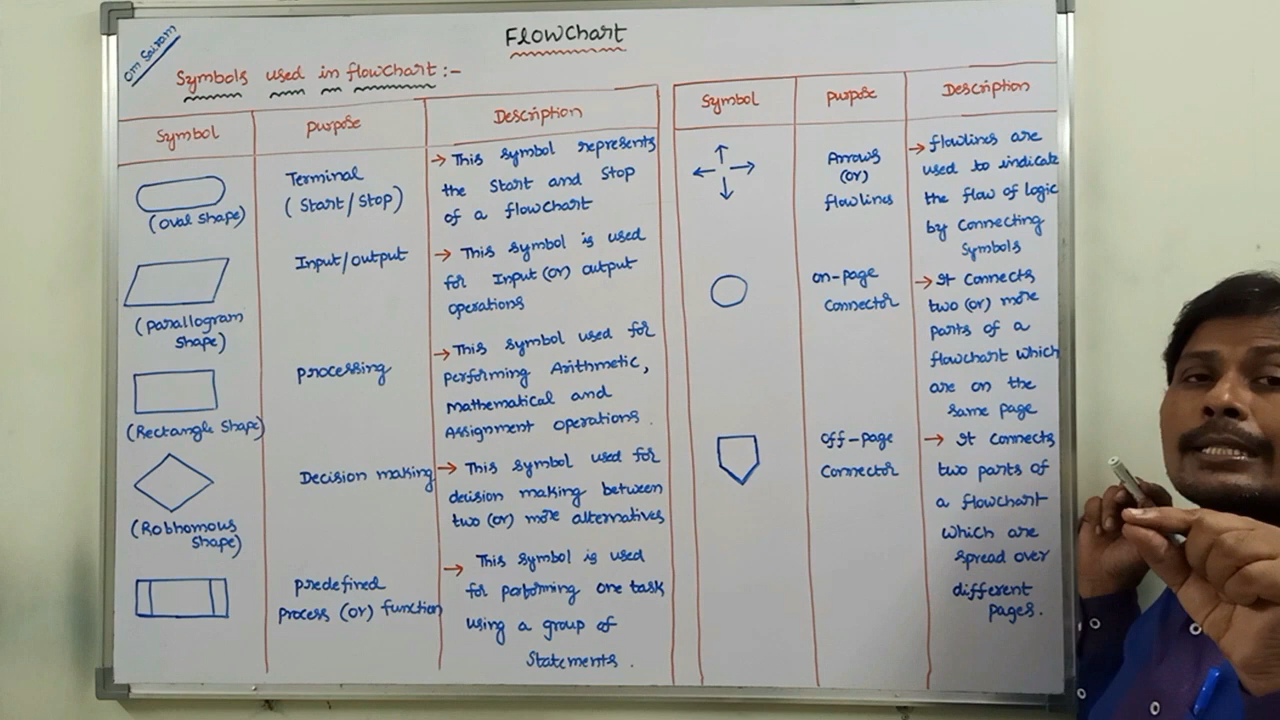 Om Sairam
FlowChart
Symbols used in flowchart :-
Symbol
Purpose
Description
(Oval Shape)
Terminal
(Start/Stop)
→ This symbol represents
the Start and Stop
of a flowchart
(Parallogram
Shape)
Input/output
→ This symbol is used
for Input (or) output
operations
(Rectangle Shape)
Processing
→ This symbol used for
performing Arithmetic,
Mathematical and
Assignment operations.
(Robhomous
Shape)
Decision making
→ This symbol used for
decision making between
two (or) more alternatives
Predefined
Process (or) function
→ This symbol is used
for performing one task
using a group of
Statements.
Symbol
Purpose
Description
Arrows
(or)
flowlines
→ flowlines are
used to indicate
the flow of logic
by connecting
Symbols
on-page
Connector
→ It connects
two (or) more
parts of a
flowchart which
are on the
same page
off-page
Connector
→ It connects
two parts of
a flowchart
which are
spread over
different
pages.